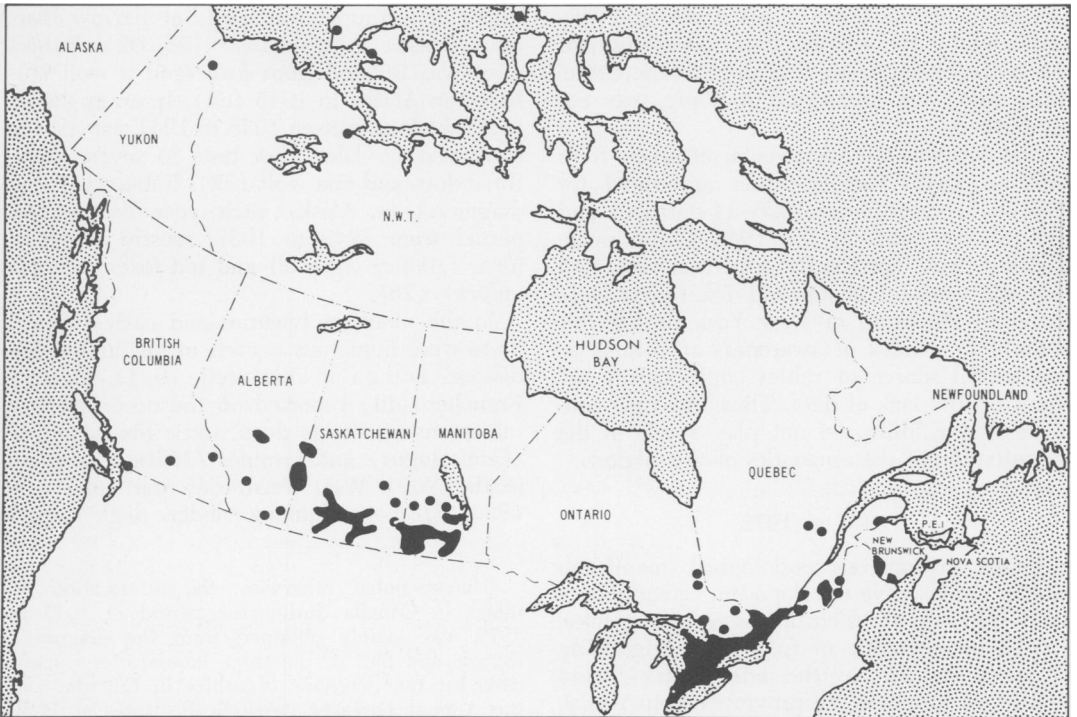 ALASKA
YUKON
N.W.T.
BRITISH
COLUMBIA
ALBERTA
SASKATCHEWAN
MANITOBA
HUDSON
BAY
ONTARIO
QUEBEC
NEWFOUNDLAND
P.E.I
NEW
BRUNSWICK
NOVA SCOTIA